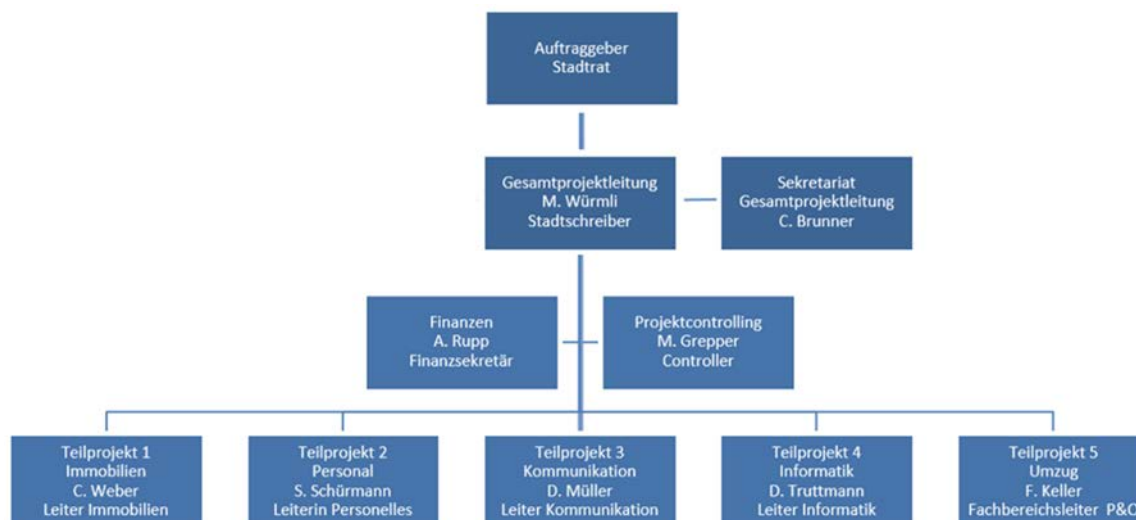 Auftraggeber
Stadtrat
Gesamtprojektleitung
M. Würmli
Stadtschreiber
Sekretariat
Gesamtprojektleitung
C. Brunner
Finanzen
A. Rupp
Finanzsekretär
Projektcontrolling
M. Grepper
Controller
Teilprojekt 1
Immobilien
C. Weber
Leiter Immobilien
Teilprojekt 2
Personal
S. Schürmann
Leiterin Personelles
Teilprojekt 3
Kommunikation
D. Müller
Leiter Kommunikation
Teilprojekt 4
Informatik
D. Truttmann
Leiter Informatik
Teilprojekt 5
Umzug
F. Keller
Fachbereichsleiter P&O